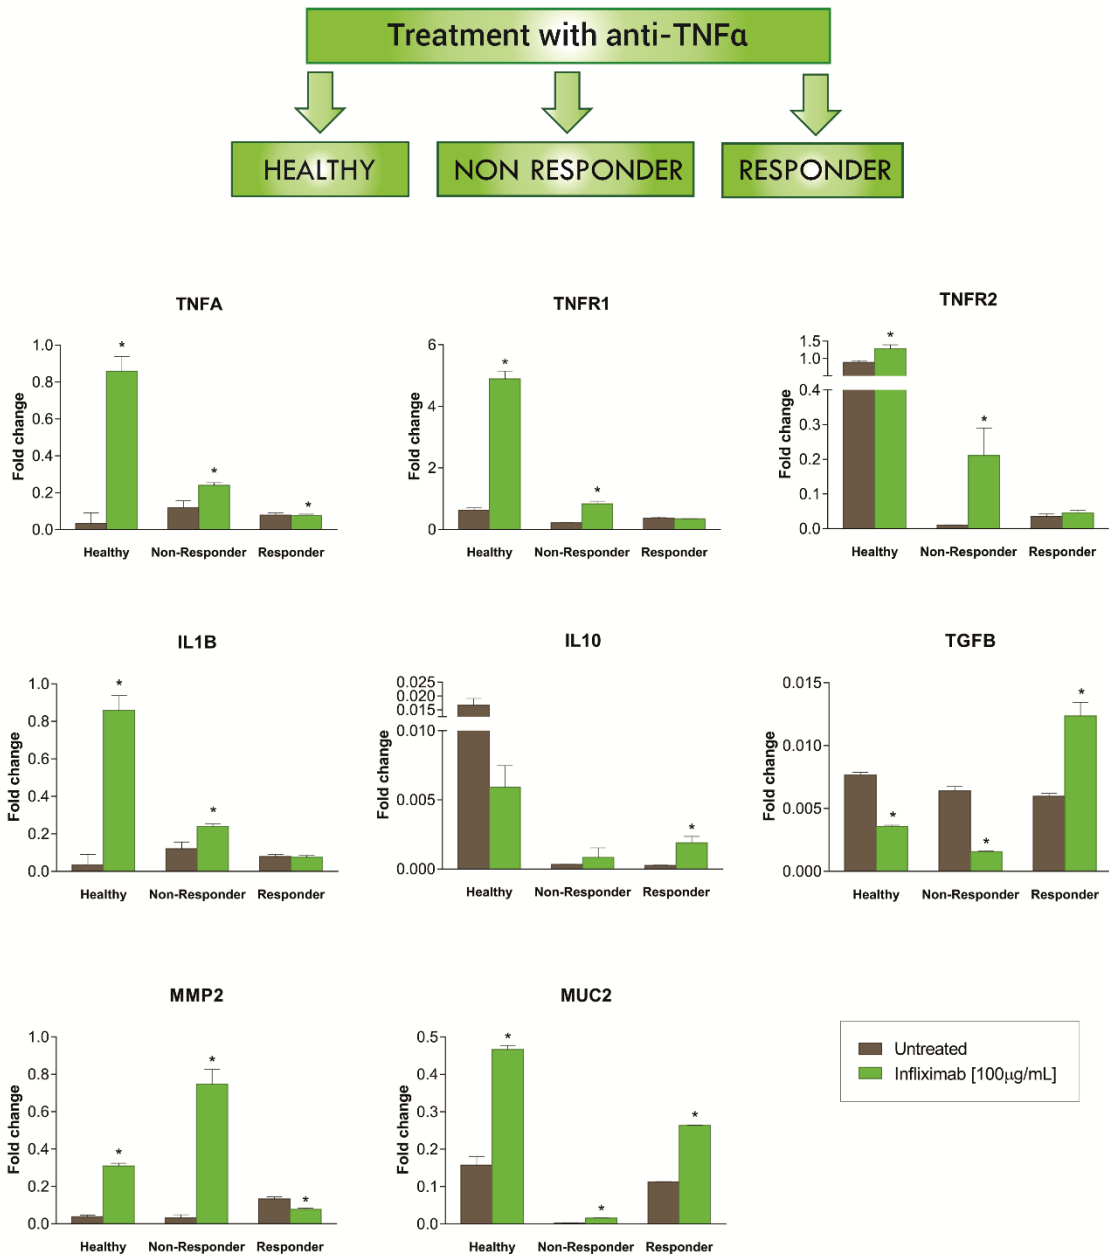 Treatment with anti-TNFα
HEALTHY
NON RESPONDER
RESPONDER
TNFA
Fold change
1.0
0.8
0.6
0.4
0.2
0.0
*
*
*
Healthy Non-Responder Responder
TNFR1
Fold change
6
4
2
0
*
*
Healthy Non-Responder Responder
TNFR2
Fold change
1.5
1.0
0.4
0.3
0.2
0.1
0.0
*
*
Healthy Non-Responder Responder
IL1B
Fold change
1.0
0.8
0.6
0.4
0.2
0.0
*
*
Healthy Non-Responder Responder
IL10
Fold change
0.025
0.020
0.015
0.010
0.005
0.000
*
Healthy Non-Responder Responder
TGFB
Fold change
0.015
0.010
0.005
0.000
*
*
*
Healthy Non-Responder Responder
MMP2
Fold change
1.0
0.8
0.6
0.4
0.2
0.0
*
*
*
Healthy Non-Responder Responder
MUC2
Fold change
0.5
0.4
0.3
0.2
0.1
0.0
*
*
*
Healthy Non-Responder Responder
Untreated
Infliximab [100µg/mL]